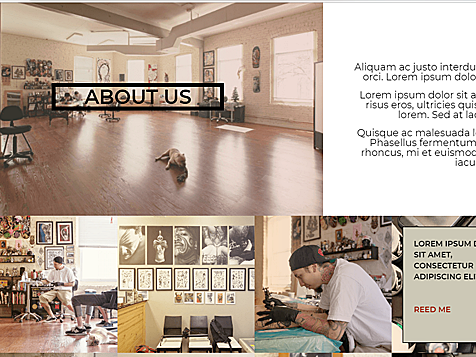 ABOUT US
Aliquam ac justo interdu
orci. Lorem ipsum dolo
Lorem ipsum dolor sit a
risus eros, ultricies quis
lorem. Sed at lac
Quisque ac malesuada l
Phasellus fermentum
rhoncus, mi et euismod
iacu
LOREM IPSUM D
SIT AMET,
CONSECTETUR
ADIPISCING ELI
REED ME